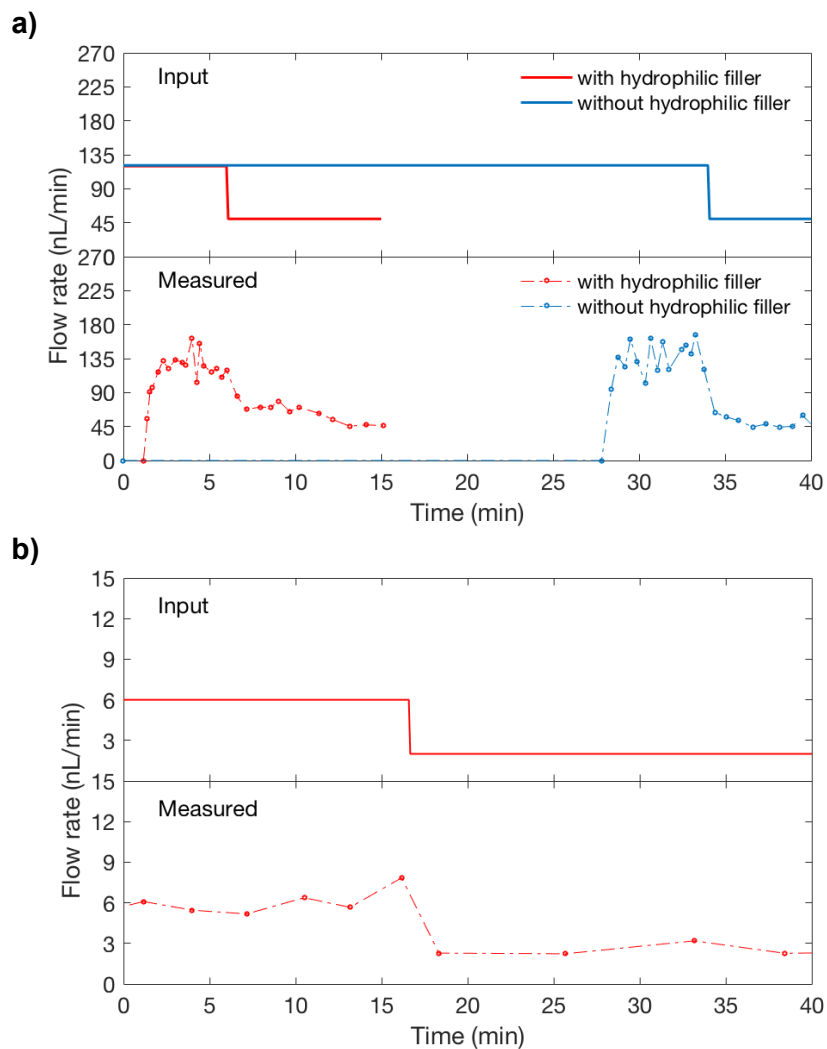 a)
270
225
180
135
90
45
270
225
180
135
90
45
0
Flow rate (nL/min)
Input
with hydrophilic filler
without hydrophilic filler
Measured
with hydrophilic filler
without hydrophilic filler
0 5 10 15 20 25 30 35 40
Time (min)
b)
15
12
9
6
3
15
12
9
6
3
0
Flow rate (nL/min)
Input
Measured
0 5 10 15 20 25 30 35 40
Time (min)